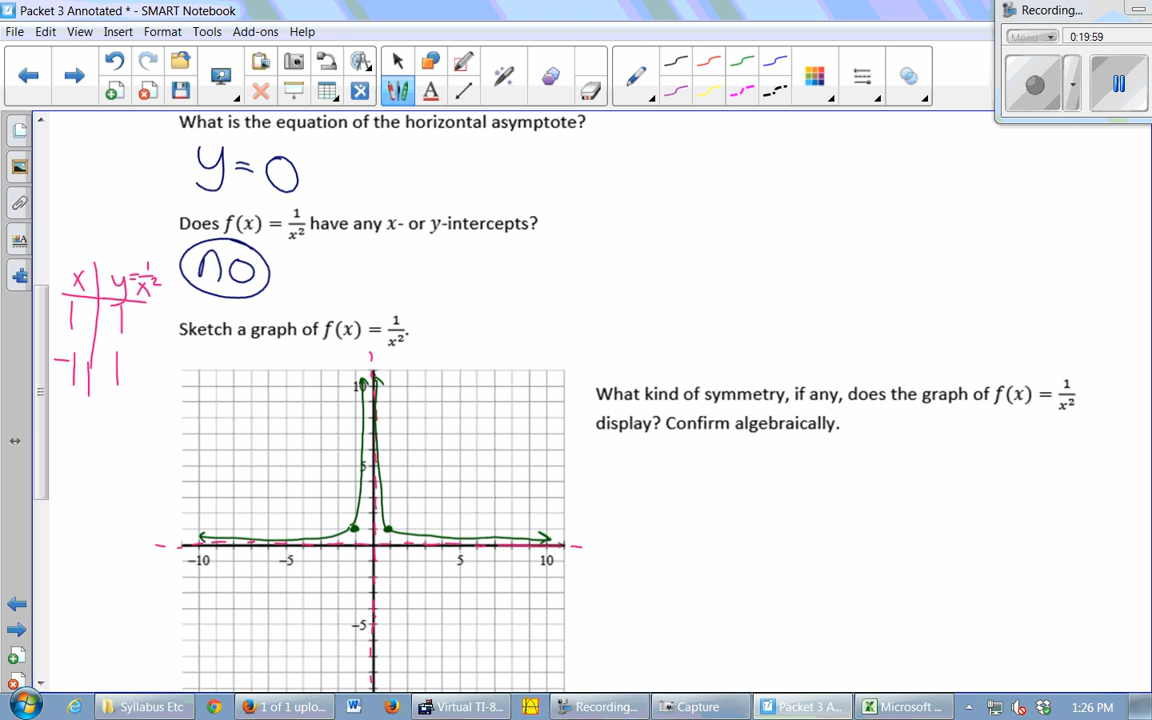 Packet 3 Annotated * - SMART Notebook
Recording...
File Edit View Insert Format Tools Add-ons Help
Menu
0:19:59
What is the equation of the horizontal asymptote?
y = 0
Does f(x) = 1/x² have any x- or y-intercepts?
no
x y=1/x²
1 1
-1 1
Sketch a graph of f(x) = 1/x².
10
5
-10 -5 5 10
-5
What kind of symmetry, if any, does the graph of f(x) = 1/x²
display? Confirm algebraically.
Syllabus Etc
1 of 1 uplo...
Virtual TI-8...
Recording...
Capture
Packet 3 A...
Microsoft ...
1:26 PM